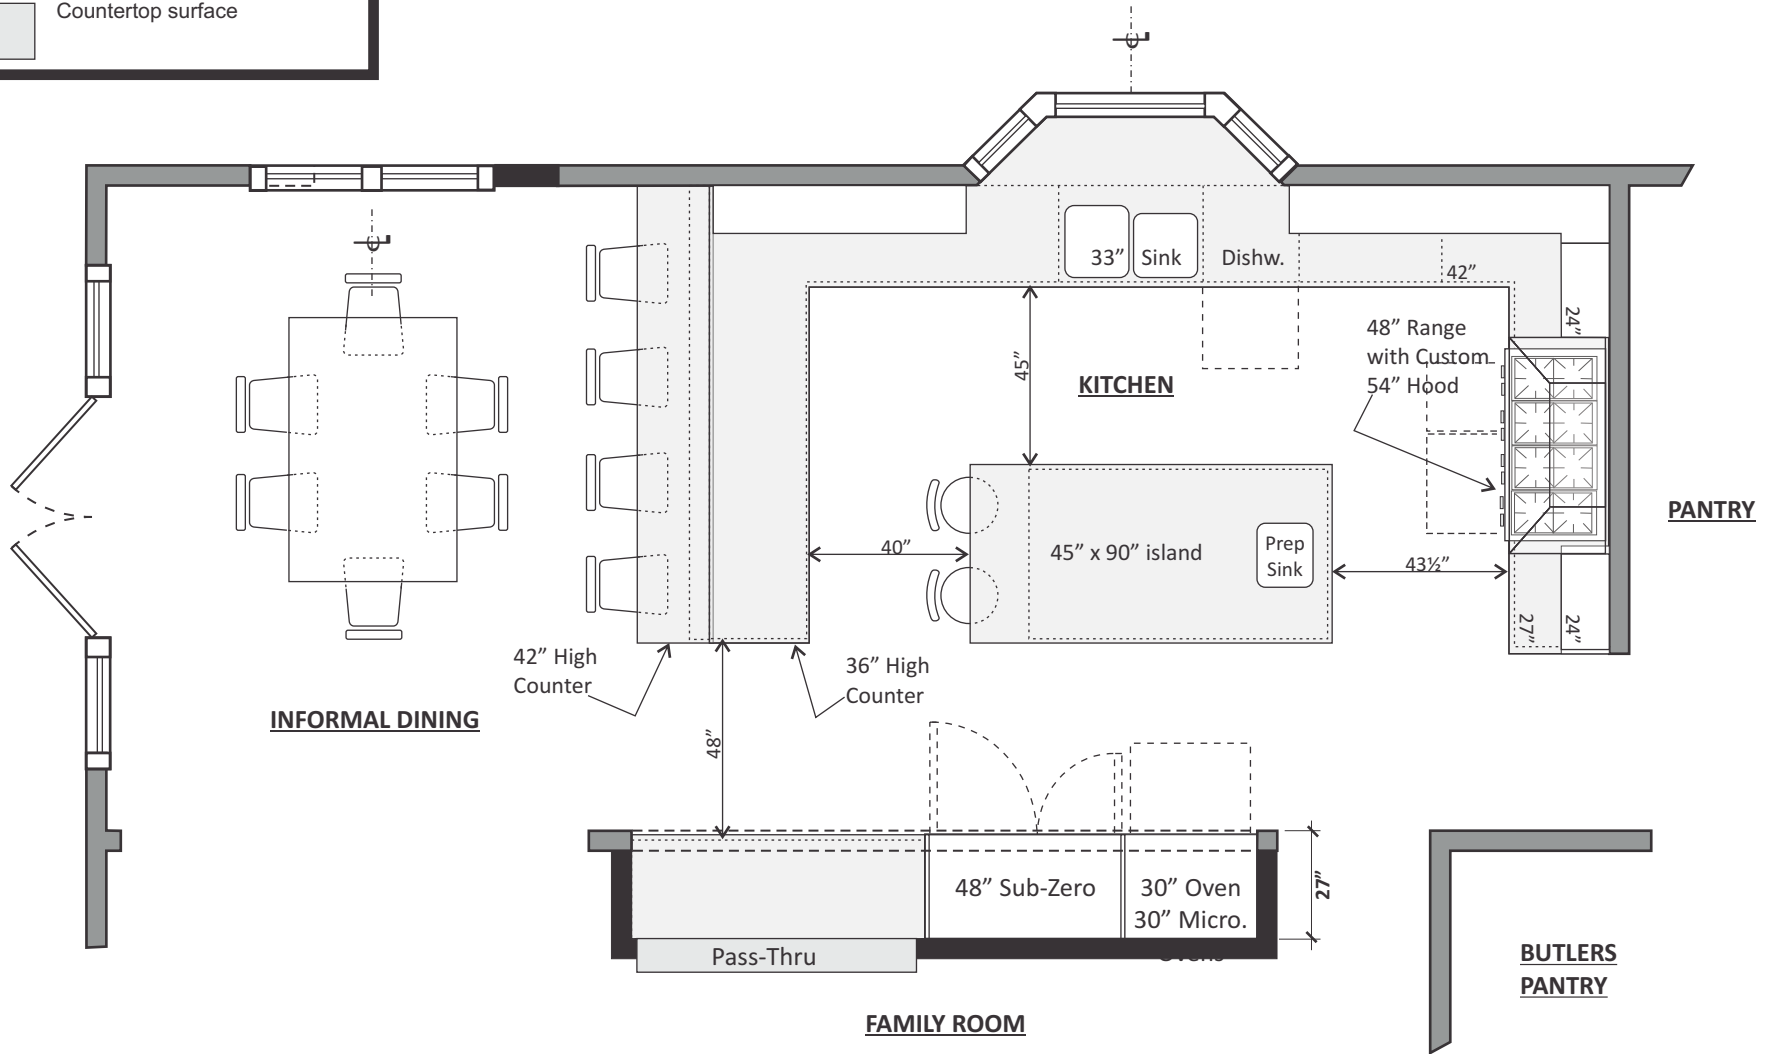 Countertop surface
33” Sink
Dishw.
42”
24”
48” Range
with Custom
54” Hood
45”
KITCHEN
PANTRY
40”
45” x 90” island
Prep
Sink
43½”
27”
24”
42” High
Counter
36” High
Counter
INFORMAL DINING
48”
48” Sub-Zero
30” Oven
30” Micro.
27”
Pass-Thru
BUTLERS
PANTRY
FAMILY ROOM